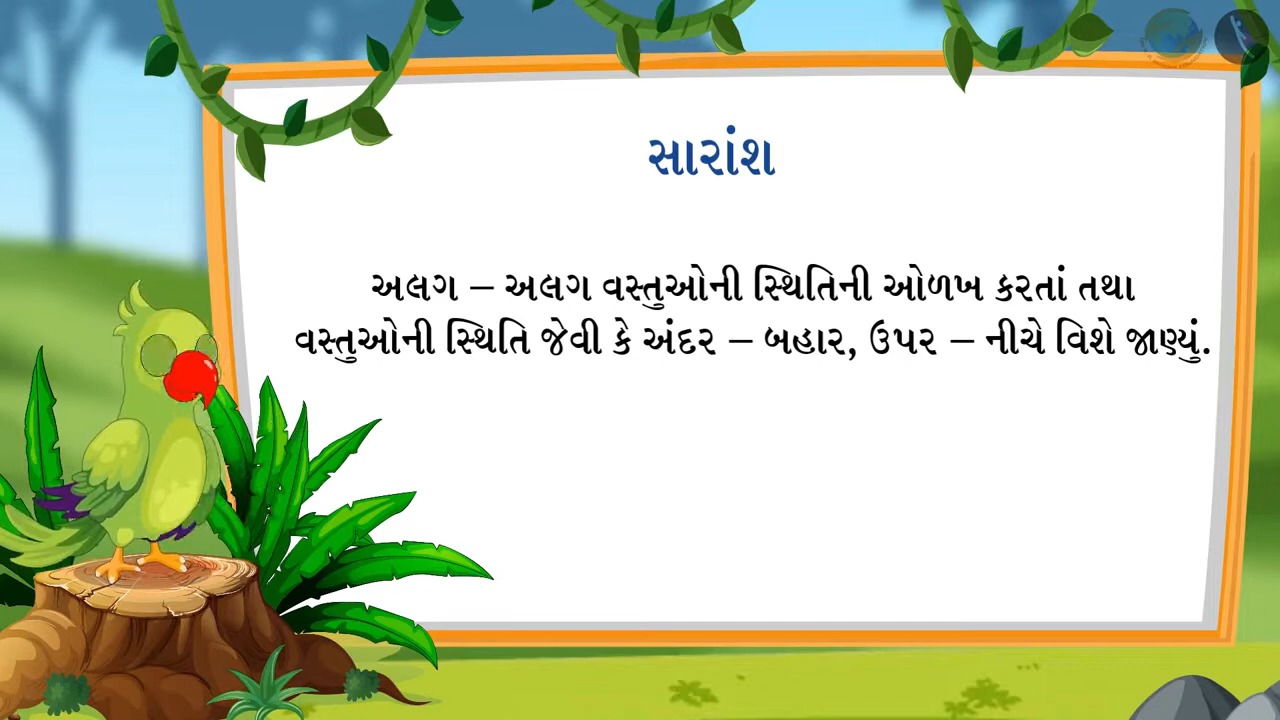 સારાંશ
અલગ – અલગ વસ્તુઓની સ્થિતિની ઓળખ કરતાં તથા
વસ્તુઓની સ્થિતિ જેવી કે અંદર – બહાર, ઉપર – નીચે વિશે જાણ્યું.